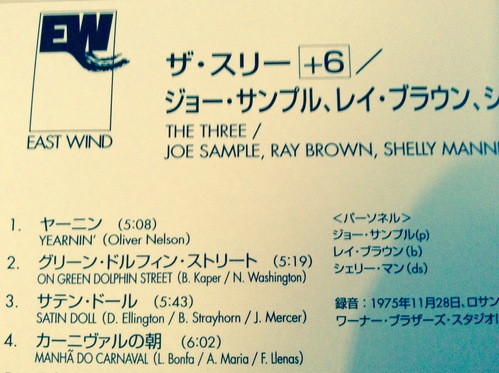 EW
EAST WIND
ザ・スリー +6 /
ジョー・サンプル、レイ・ブラウン、シ
THE THREE /
JOE SAMPLE, RAY BROWN, SHELLY MANN
1. ヤーニン (5:08)
YEARNIN' (Oliver Nelson)
2. グリーン・ドルフィン・ストリート (5:19)
ON GREEN DOLPHIN STREET (B. Kaper / N. Washington)
3. サテン・ドール (5:43)
SATIN DOLL (D. Ellington / B. Strayhorn / J. Mercer)
4. カーニヴァルの朝 (6:02)
MANHÃ DO CARNAVAL (L. Bonfa / A. Maria / F. Llenas)
<パーソネル>
ジョー・サンプル(p)
レイ・ブラウン(b)
シェリー・マン(ds)
録音:1975年11月28日、ロサン
ワーナー・ブラザーズ・スタジオ